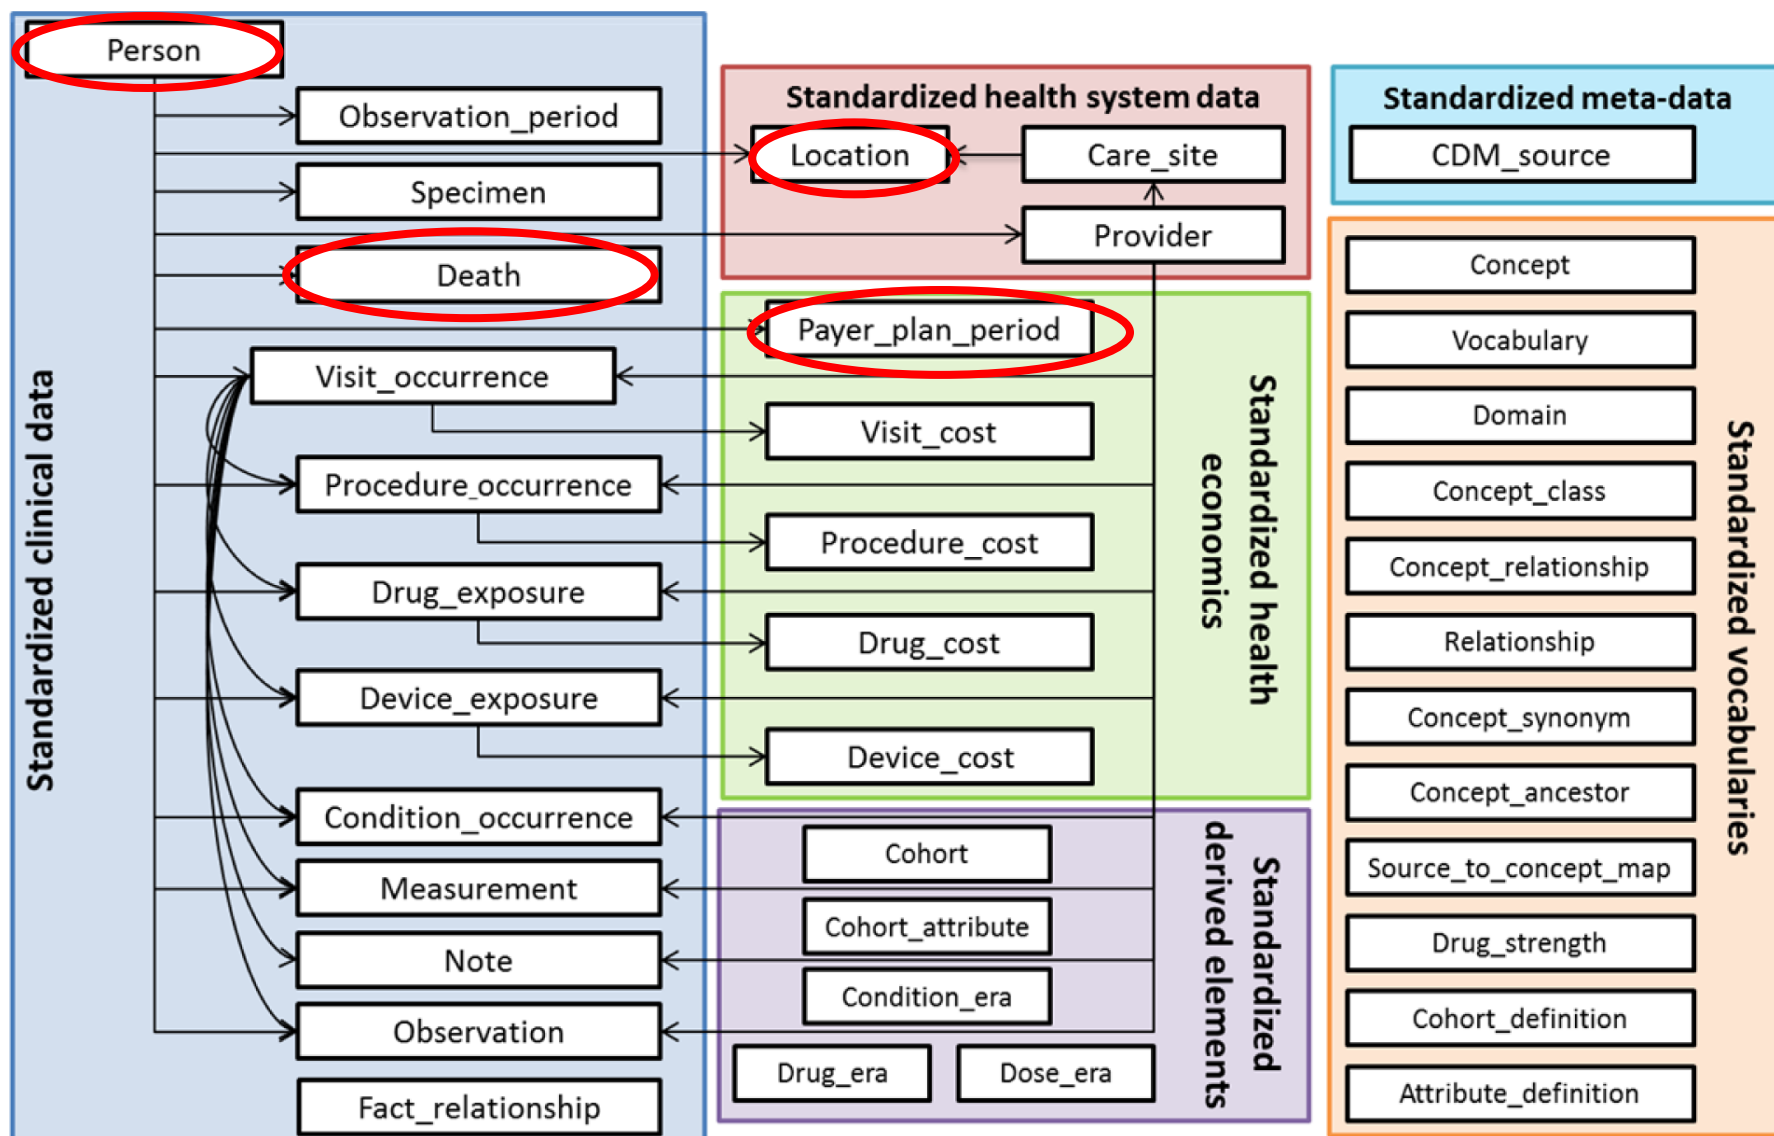 Person
Observation_period
Specimen
Death
Visit_occurrence
Procedure_occurrence
Drug_exposure
Device_exposure
Condition_occurrence
Measurement
Note
Observation
Fact_relationship
Standardized clinical data
Standardized health system data
Location
Care_site
Provider
Payer_plan_period
Visit_cost
Procedure_cost
Drug_cost
Device_cost
Standardized health
economics
Cohort
Cohort_attribute
Condition_era
Drug_era
Dose_era
Standardized
derived elements
Standardized meta-data
CDM_source
Concept
Vocabulary
Domain
Concept_class
Concept_relationship
Relationship
Concept_synonym
Concept_ancestor
Source_to_concept_map
Drug_strength
Cohort_definition
Attribute_definition
Standardized vocabularies